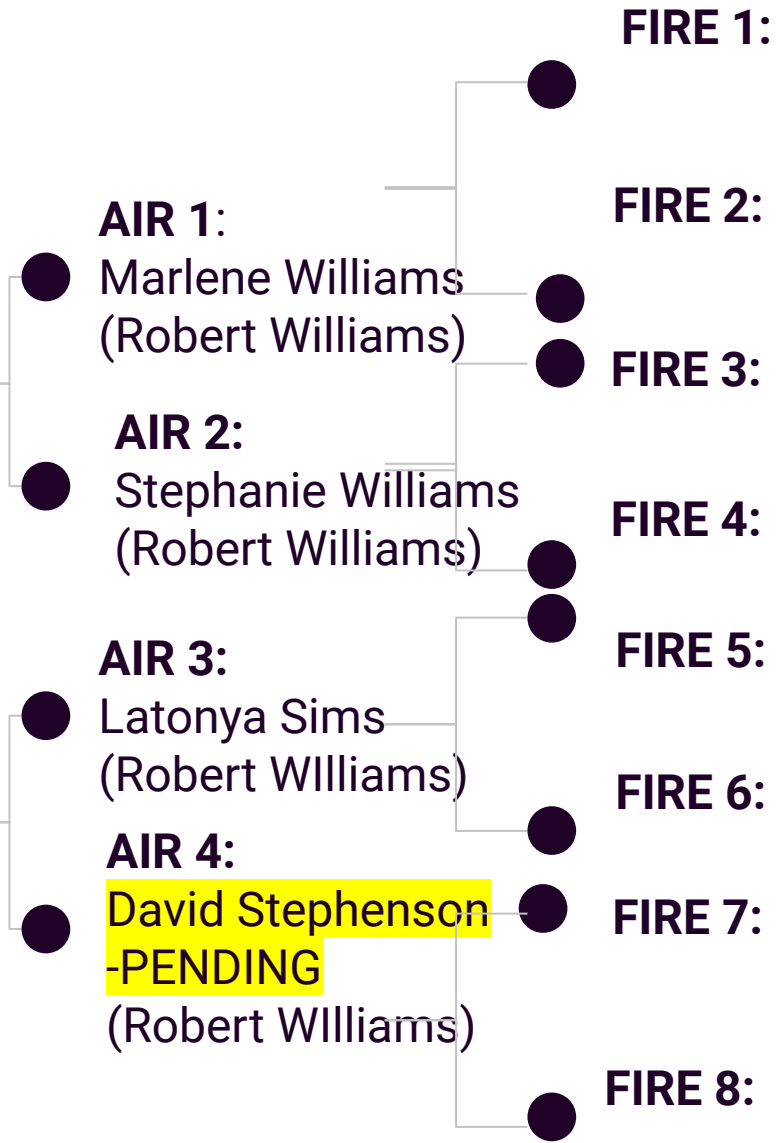 FIRE 1:
FIRE 2:
AIR 1:
Marlene Williams
(Robert Williams)
FIRE 3:
AIR 2:
Stephanie Williams
(Robert Williams)
FIRE 4:
AIR 3:
Latonya Sims
(Robert WIlliams)
FIRE 5:
FIRE 6:
AIR 4:
David Stephenson
-PENDING
(Robert WIlliams)
FIRE 7:
FIRE 8: